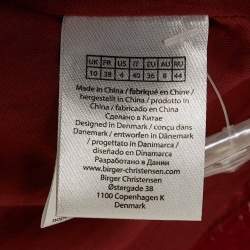 UK FR US IT EU AU RU
10 38 4 40 36 8 44
Made in
China / fabriqué en Chine /
hergestellt in China / prodotto in
China / producido en China
Сделано в Китае
Designed in Denmark / conçu dans
Danemark / entworfen in Dänemark
/ progettato in Danimarca
Diseñado en Dinamarca
Разработано в Дании
www.birger-christensen.com
Birger Christensen
Østergade 38
1100 Copenhagen K
Denmark